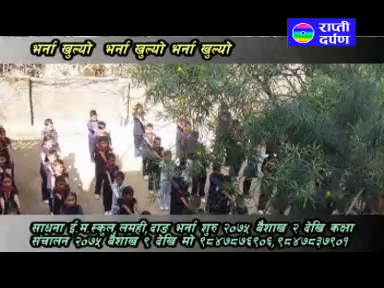 राप्ती
दर्पण
भर्ना खुल्यो भर्ना खुल्यो भर्ना खुल्यो
साधना ई.म.स्कुल लमही,दाङ भर्ना शुरु २०७५ बैशाख २ देखि कक्षा
संचालन २०७५ बैशाख ९ देखि मो ९८४७८७६९०६,९८४७८३७९०१